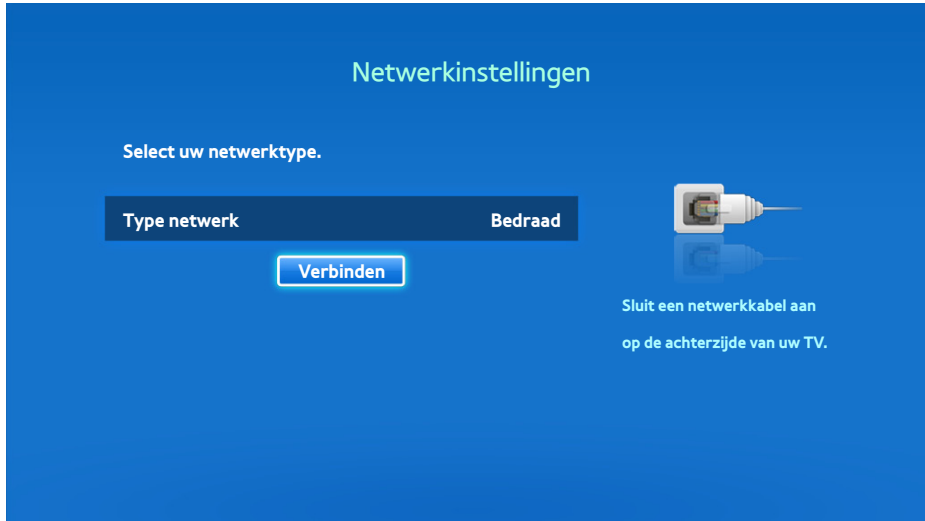 Netwerkinstellingen
Select uw netwerktype.
Type netwerk Bedraad
Verbinden
Sluit een netwerkkabel aan
op de achterzijde van uw TV.